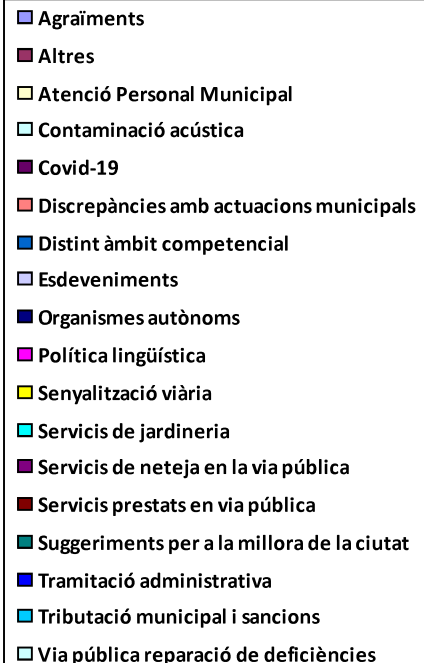 Agraïments
Altres
Atenció Personal Municipal
Contaminació acústica
Covid-19
Discrepàncies amb actuacions municipals
Distint àmbit competencial
Esdeveniments
Organismes autònoms
Política lingüística
Senyalització viària
Servicis de jardineria
Servicis de neteja en la via pública
Servicis prestats en via pública
Suggeriments per a la millora de la ciutat
Tramitació administrativa
Tributació municipal i sancions
Via pública reparació de deficiències